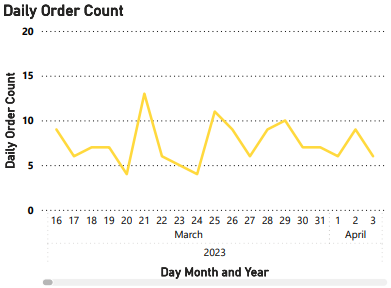 Daily Order Count
20
15
10
5
0
Daily Order Count
16 17 18 19 20 21 22 23 24 25 26 27 28 29 30 31 1 2 3
March April
2023
Day Month and Year